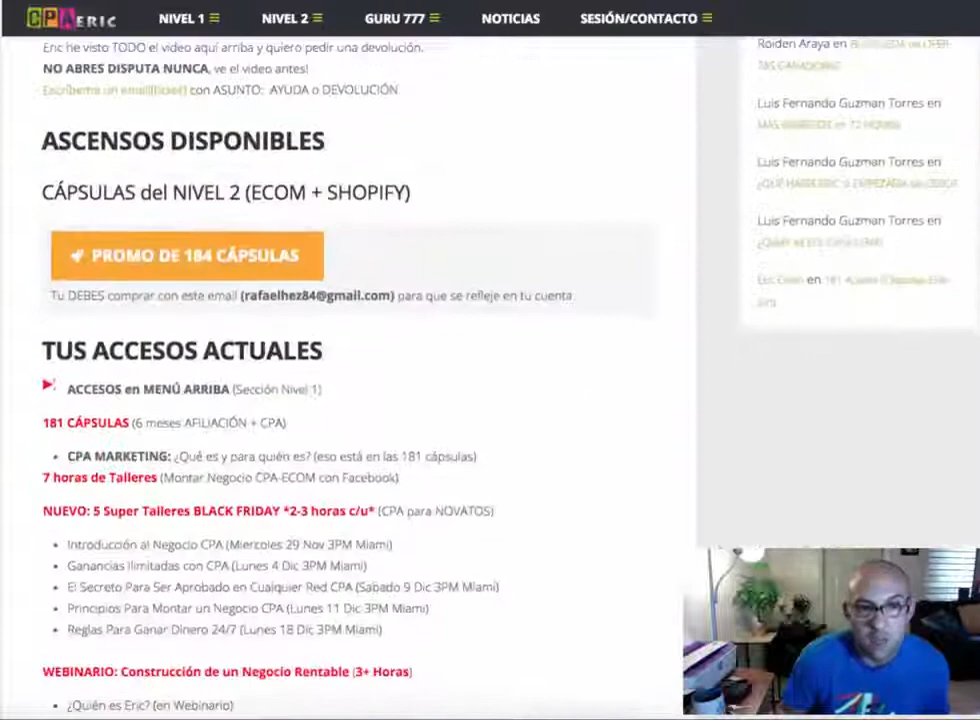 CPAERIC
NIVEL 1
NIVEL 2
GURU 777
NOTICIAS
SESIÓN/CONTACTO
Eric he visto TODO el video aquí arriba y quiero pedir una devolución.
NO ABRES DISPUTA NUNCA, ve el video antes!
Escríbeme un email(ticket) con ASUNTO: AYUDA o DEVOLUCIÓN
ASCENSOS DISPONIBLES
CÁPSULAS del NIVEL 2 (ECOM + SHOPIFY)
PROMO DE 184 CÁPSULAS
Tu DEBES comprar con este email (rafaelhez84@gmail.com) para que se refleje en tu cuenta
TUS ACCESOS ACTUALES
ACCESOS en MENÚ ARRIBA (Sección Nivel 1)
181 CÁPSULAS (6 meses AFILIACIÓN + CPA)
CPA MARKETING: ¿Qué es y para quién es? (eso está en las 181 cápsulas)
7 horas de Talleres (Montar Negocio CPA-ECOM con Facebook)
NUEVO: 5 Super Talleres BLACK FRIDAY *2-3 horas c/u* (CPA para NOVATOS)
Introducción al Negocio CPA (Miercoles 29 Nov 3PM Miami)
Ganancias Ilimitadas con CPA (Lunes 4 Dic 3PM Miami)
El Secreto Para Ser Aprobado en Cualquier Red CPA (Sabado 9 Dic 3PM Miami)
Principios Para Montar un Negocio CPA (Lunes 11 Dic 3PM Miami)
Reglas Para Ganar Dinero 24/7 (Lunes 18 Dic 3PM Miami)
WEBINARIO: Construcción de un Negocio Rentable (3+ Horas)
¿Quién es Eric? (en Webinario)
Roiden Araya en
Luis Fernando Guzman Torres en
Luis Fernando Guzman Torres en
Luis Fernando Guzman Torres en
en